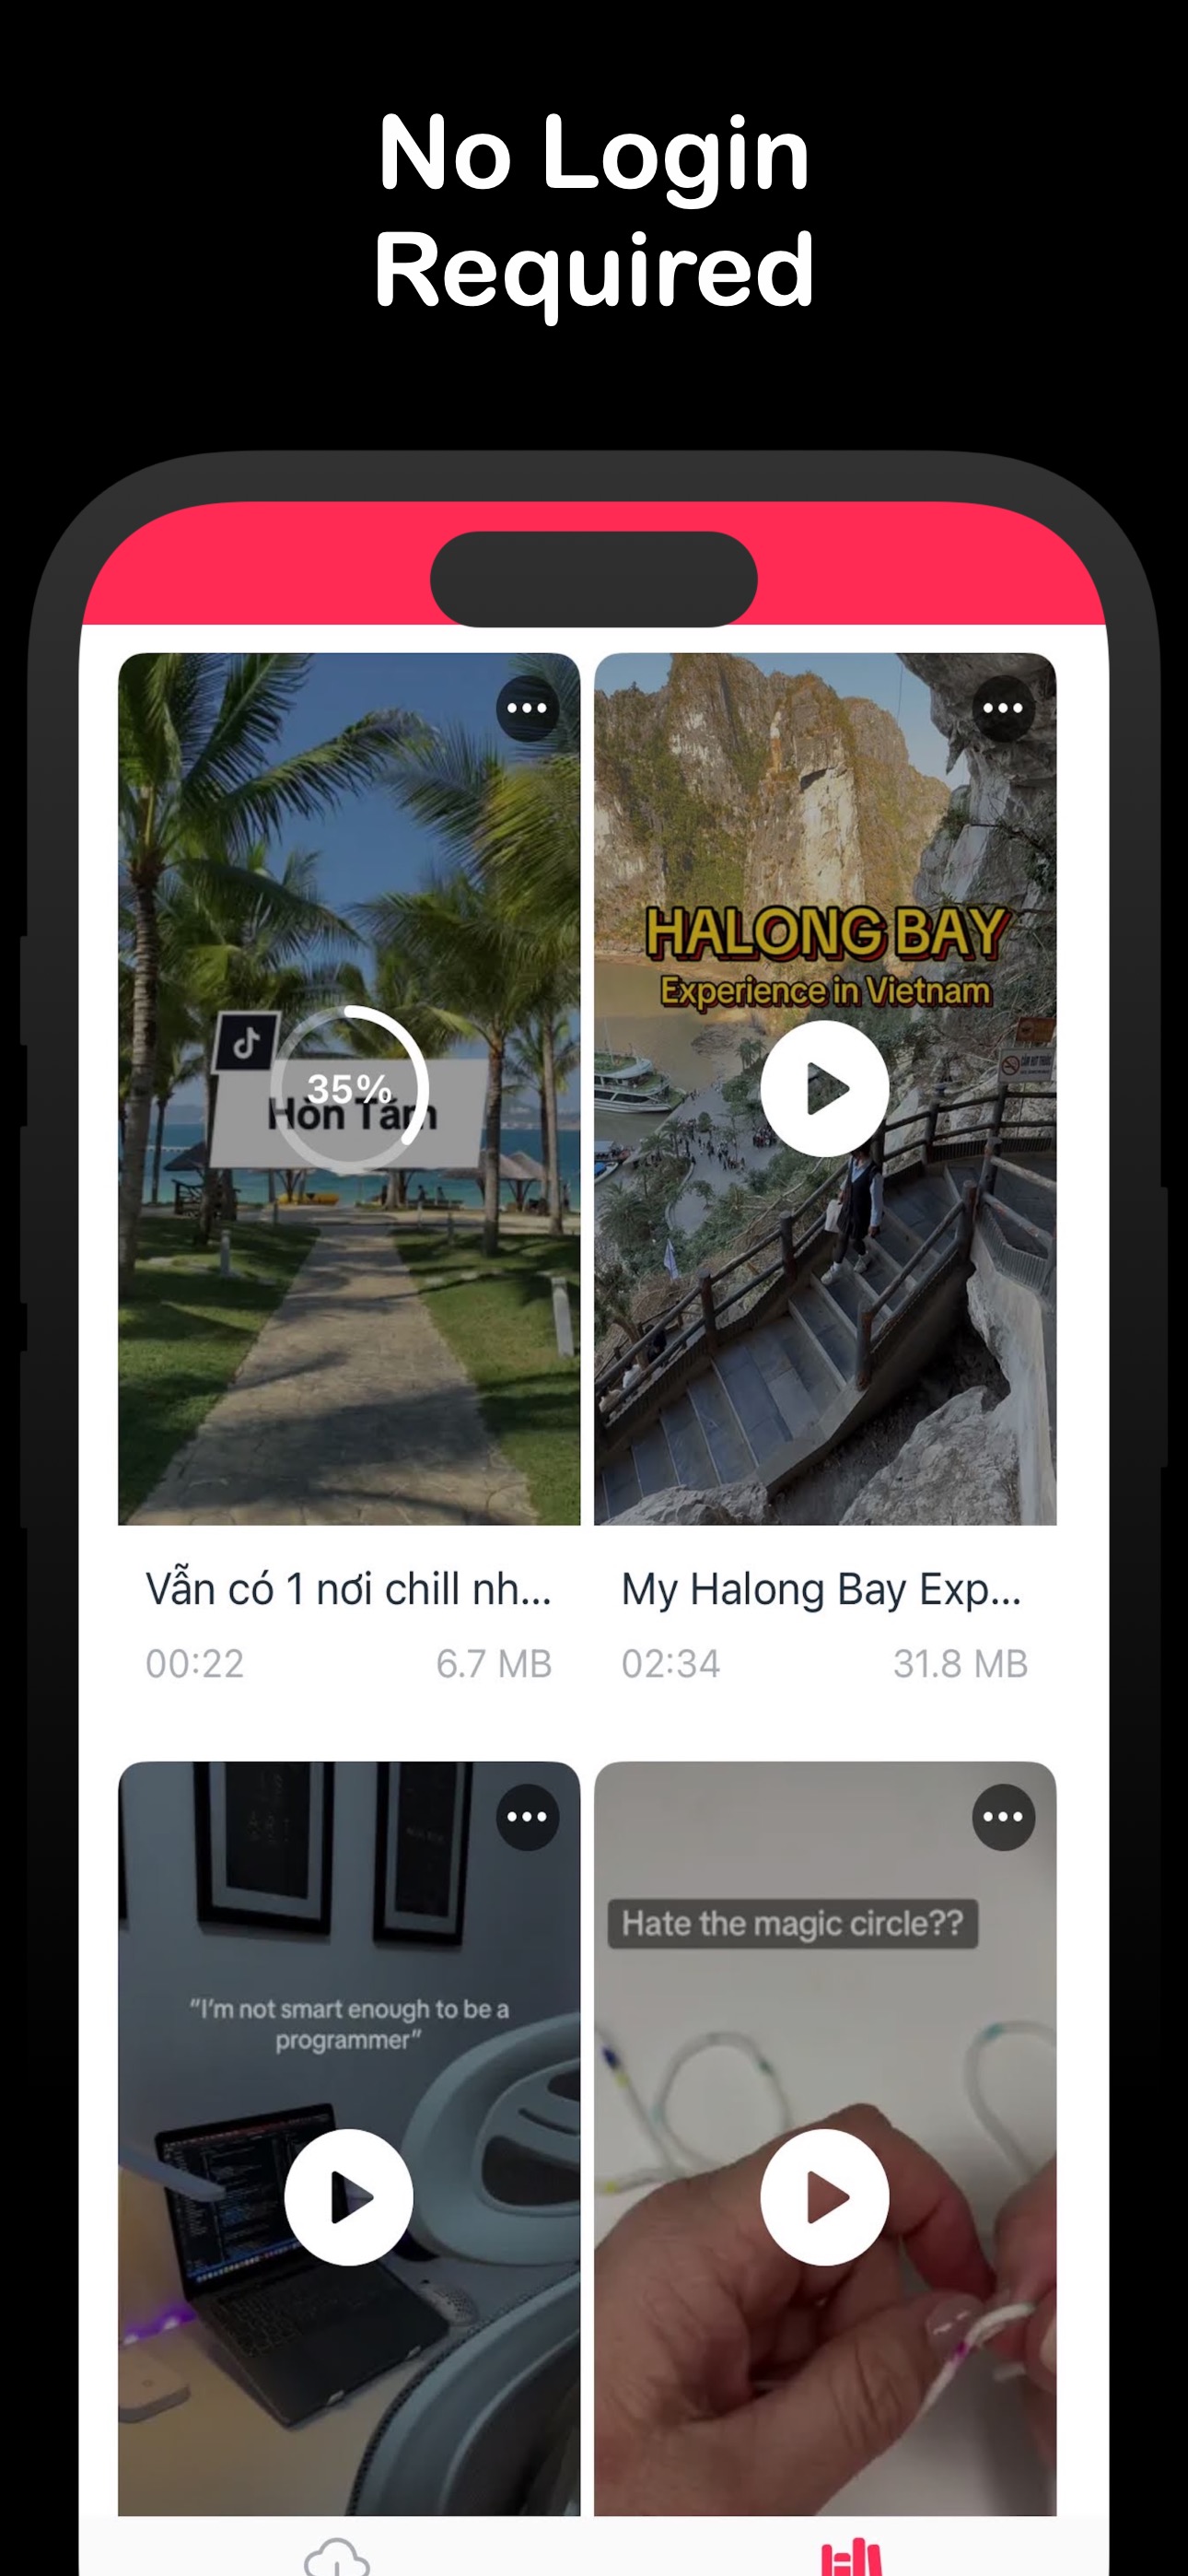 No Login
Required
HALONG BAY
Experience in Vietnam
35%
Hòn Tằm
Vẫn có 1 nơi chill nh...
My Halong Bay Exp...
00:22
6.7 MB
02:34
31.8 MB
Hate the magic circle??
"I'm not smart enough to be a
programmer"